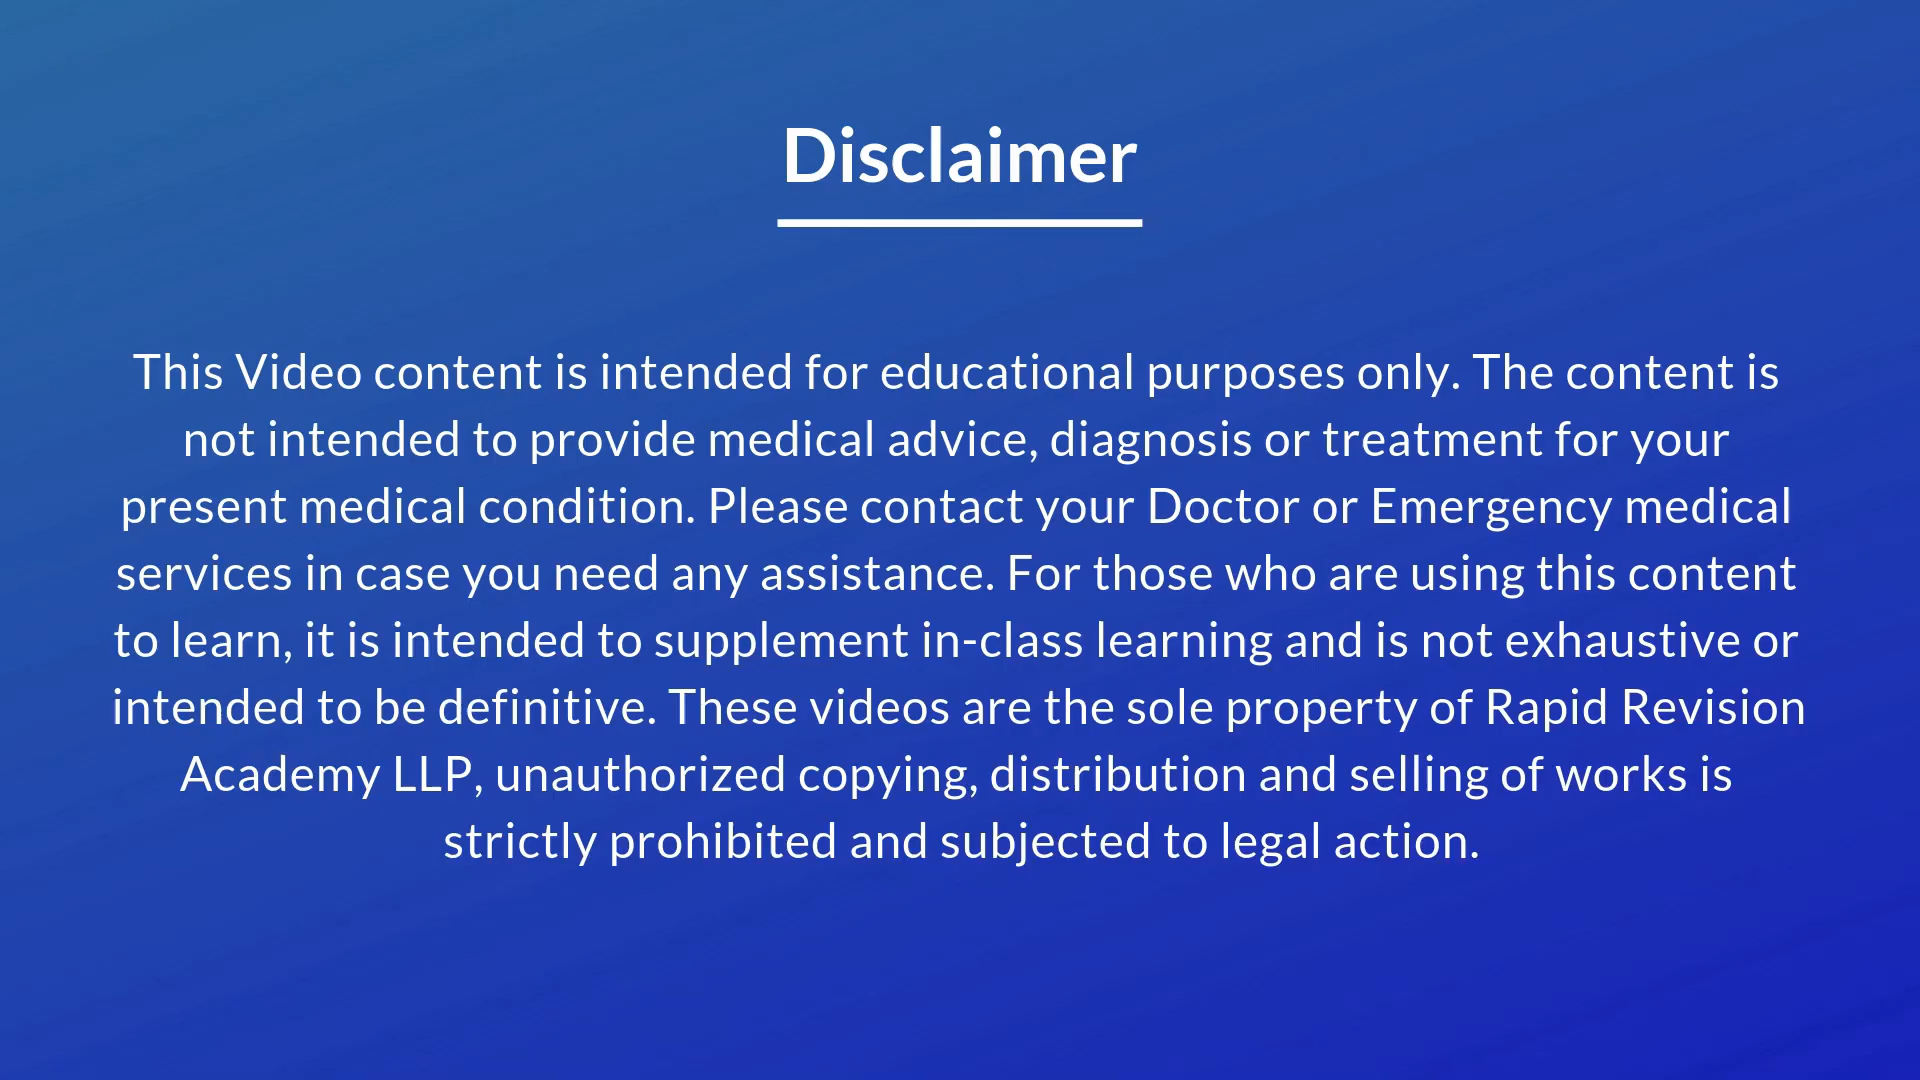 Disclaimer
This Video content is intended for educational purposes only. The content is
not intended to provide medical advice, diagnosis or treatment for your
present medical condition. Please contact your Doctor or Emergency medical
services in case you need any assistance. For those who are using this content
to learn, it is intended to supplement in-class learning and is not exhaustive or
intended to be definitive. These videos are the sole property of Rapid Revision
Academy LLP, unauthorized copying, distribution and selling of works is
strictly prohibited and subjected to legal action.